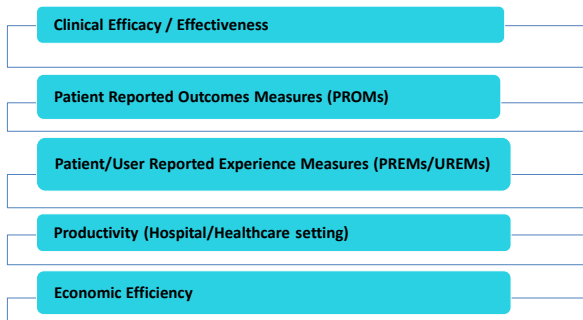 Clinical Efficacy / Effectiveness
Patient Reported Outcomes Measures (PROMs)
Patient/User Reported Experience Measures (PREMs/UREMs)
Productivity (Hospital/Healthcare setting)
Economic Efficiency